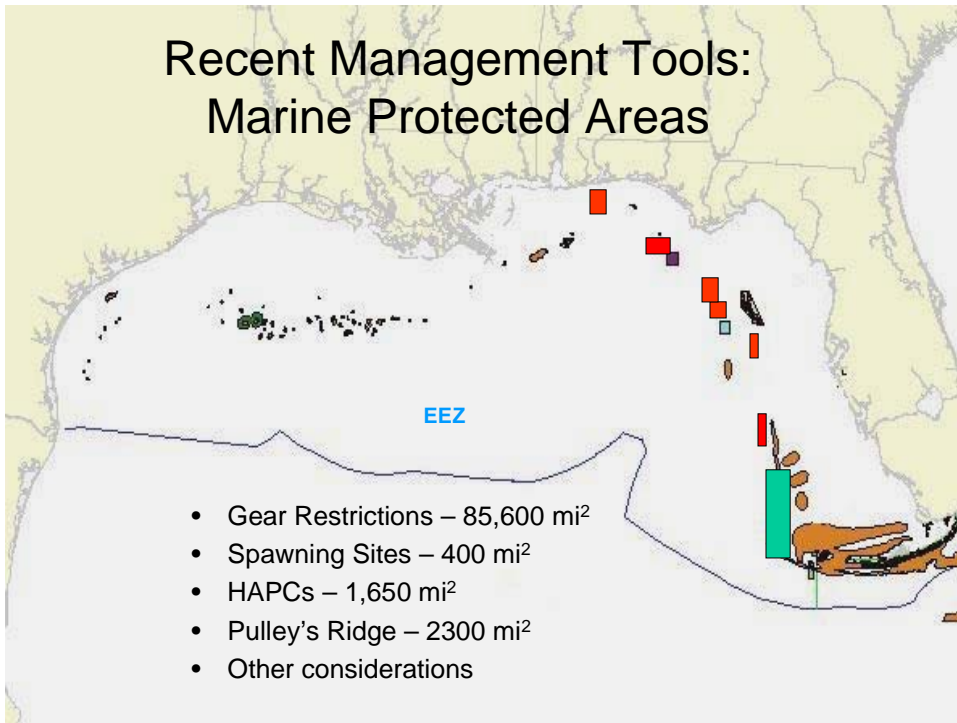 Recent Management Tools:
Marine Protected Areas
EEZ
• Gear Restrictions – 85,600 mi²
• Spawning Sites – 400 mi²
• HAPCs – 1,650 mi²
• Pulley's Ridge – 2300 mi²
• Other considerations